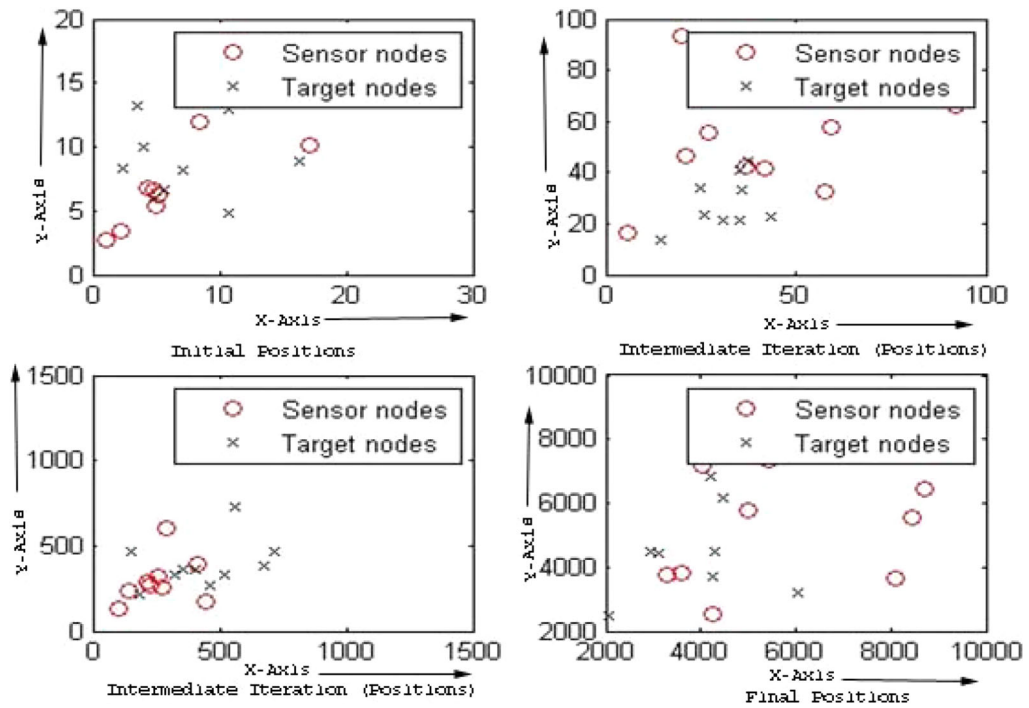 20
15
10
5
0
0 10 20 30
Y-Axis
X-Axis
Sensor nodes
Target nodes
Initial Positions
100
80
60
40
20
0
0 50 100
Y-Axis
X-Axis
Sensor nodes
Target nodes
Intermediate Iteration (Positions)
1500
1000
500
0
0 500 1000 1500
Y-Axis
X-Axis
Sensor nodes
Target nodes
Intermediate Iteration (Positions)
10000
8000
6000
4000
2000
2000 4000 6000 8000 10000
Y-Axis
X-Axis
Sensor nodes
Target nodes
Final Positions